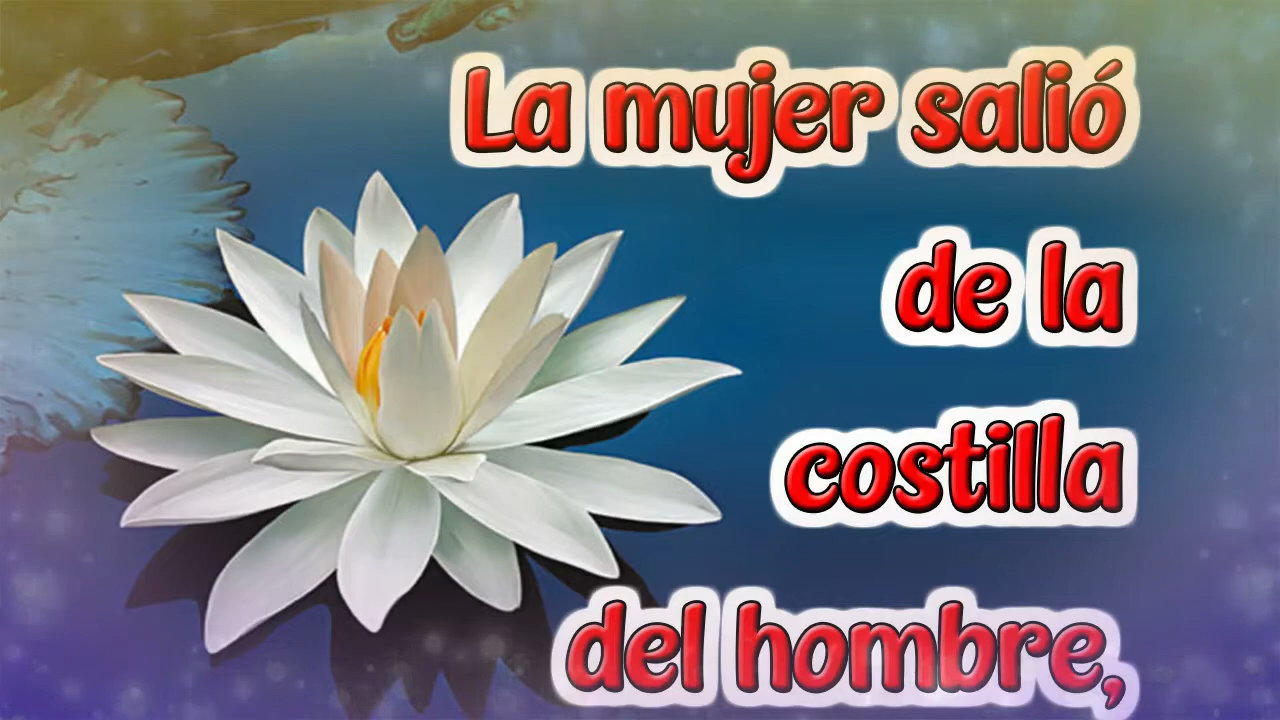 La mujer salió
de la
costilla
del hombre,